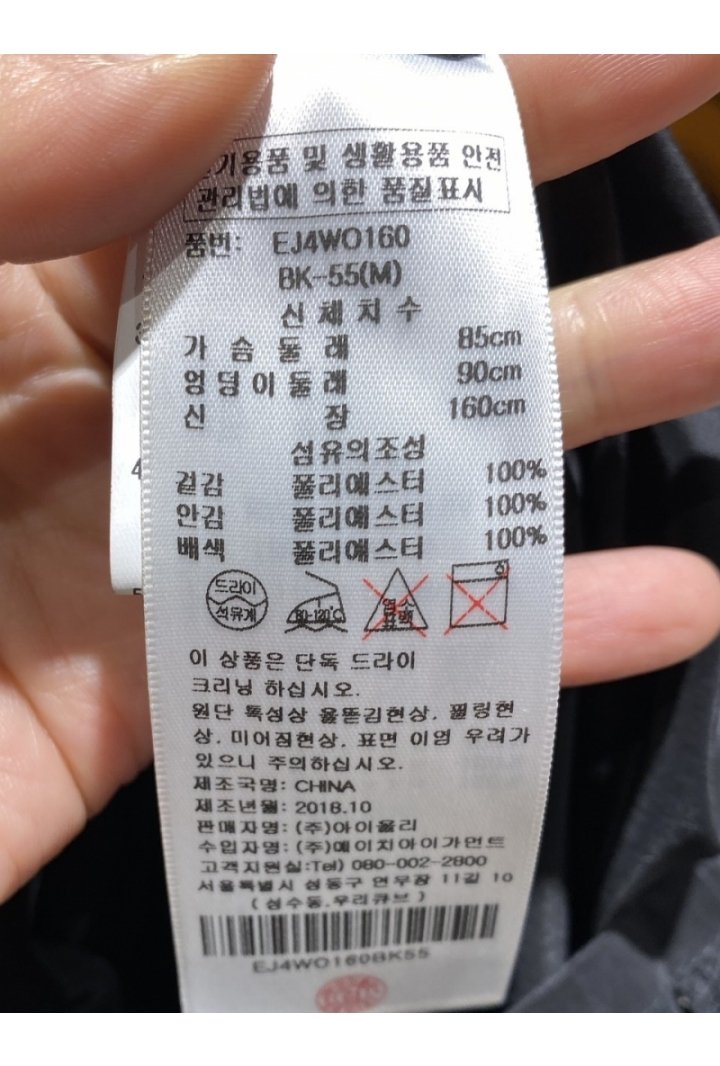 전기용품 및 생활용품 안전
관리법에 의한 품질표시
품번: EJ4WO160
BK-55(M)
신체치수
가슴둘레 85cm
엉덩이둘레 90cm
신장 160cm
섬유의조성
겉감 폴리에스터 100%
안감 폴리에스터 100%
배색 폴리에스터 100%
드라이
석유계
80-120℃
염소
표백
이 상품은 단독 드라이
크리닝 하십시오.
원단 특성상 올뜯김현상, 필링현
상, 미어짐현상, 표면 이염 우려가
있으니 주의하십시오.
제조국명: CHINA
제조년월: 2018.10
판매자명: (주)아이올리
수입자명: (주)에이치아이가먼트
고객지원실:Tel) 080-002-2800
서울특별시 성동구 연무장 11길 10
(성수동,우리큐브)
EJ4WO160BK55